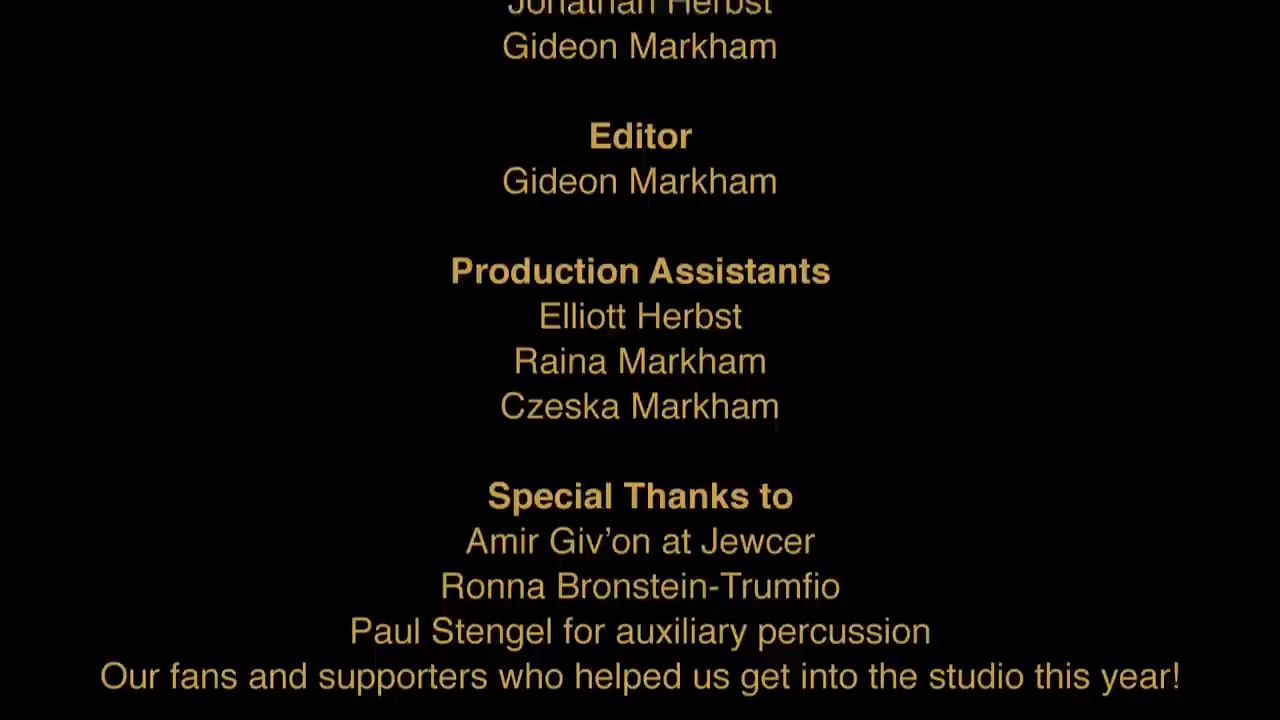 Jonathan Herbst
Gideon Markham
Editor
Gideon Markham
Production Assistants
Elliott Herbst
Raina Markham
Czeska Markham
Special Thanks to
Amir Giv’on at Jewcer
Ronna Bronstein-Trumfio
Paul Stengel for auxiliary percussion
Our fans and supporters who helped us get into the studio this year!